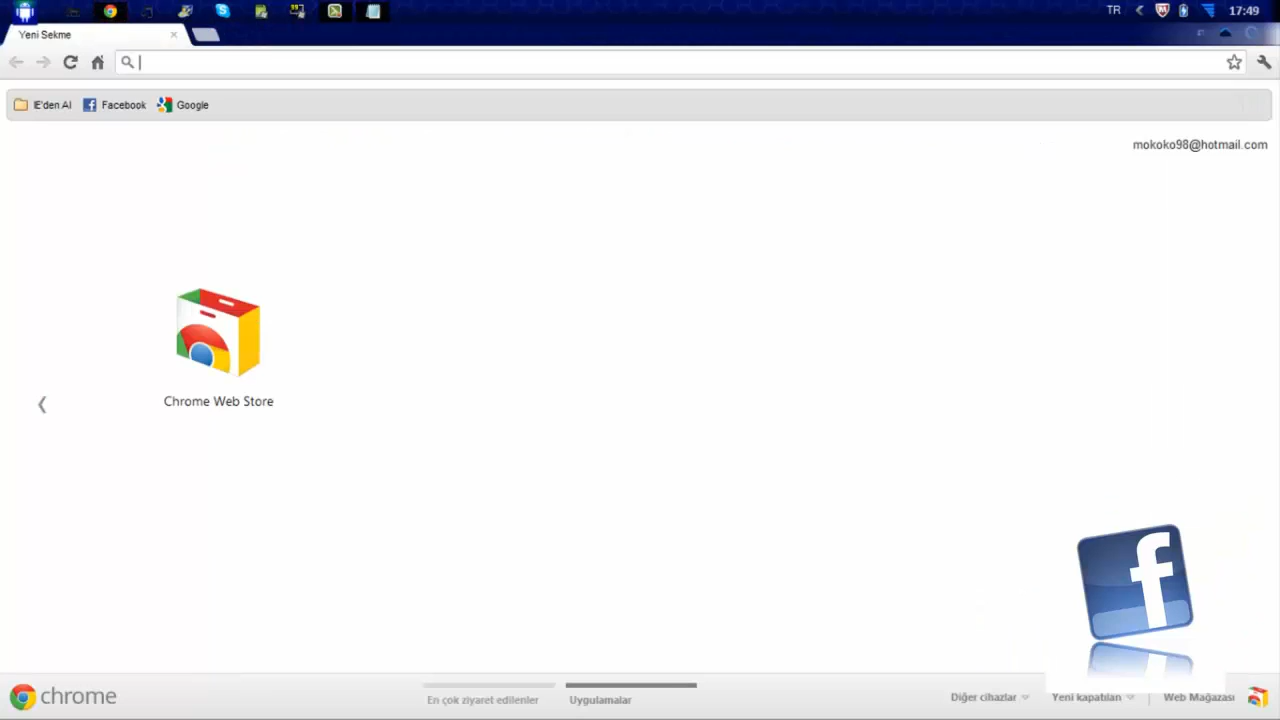 TR 17:49
Yeni Sekme
IE'den Al Facebook Google
mokoko98@hotmail.com
Chrome Web Store
f
chrome En çok ziyaret edilenler Uygulamalar Diğer cihazlar Yeni kapatılan Web Mağazası